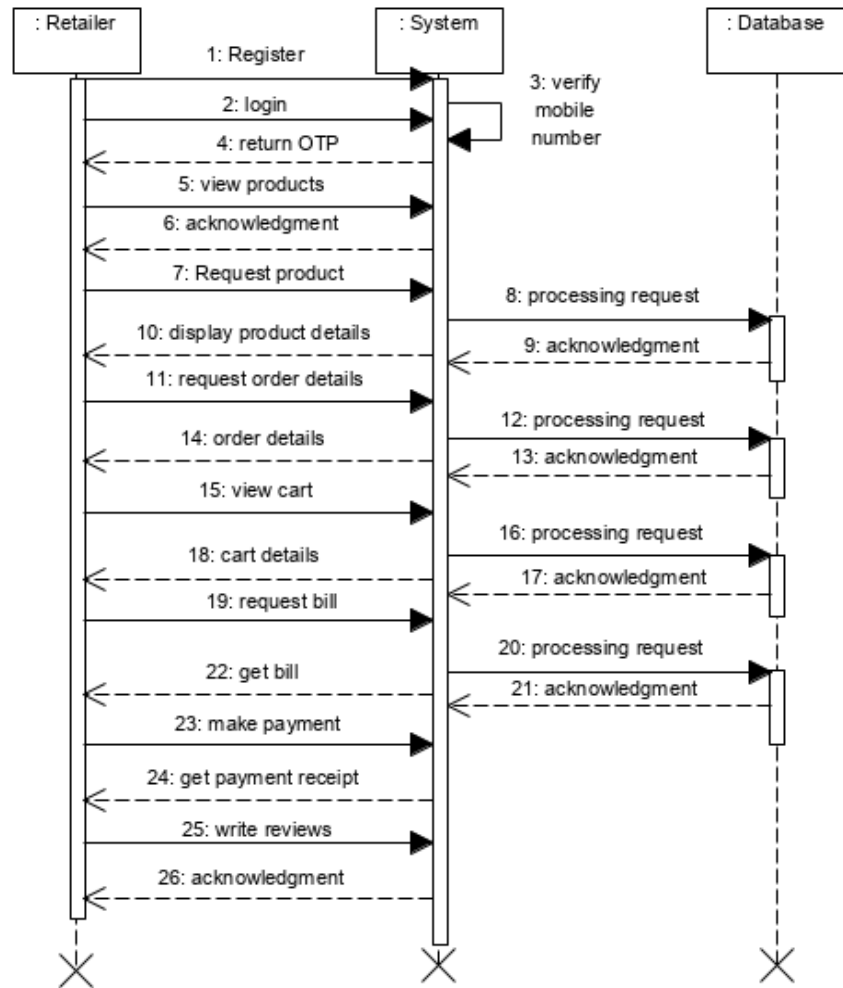 : Retailer
: System
: Database
1: Register
2: login
3: verify
mobile
number
4: return OTP
5: view products
6: acknowledgment
7: Request product
8: processing request
9: acknowledgment
10: display product details
11: request order details
12: processing request
13: acknowledgment
14: order details
15: view cart
16: processing request
17: acknowledgment
18: cart details
19: request bill
20: processing request
21: acknowledgment
22: get bill
23: make payment
24: get payment receipt
25: write reviews
26: acknowledgment